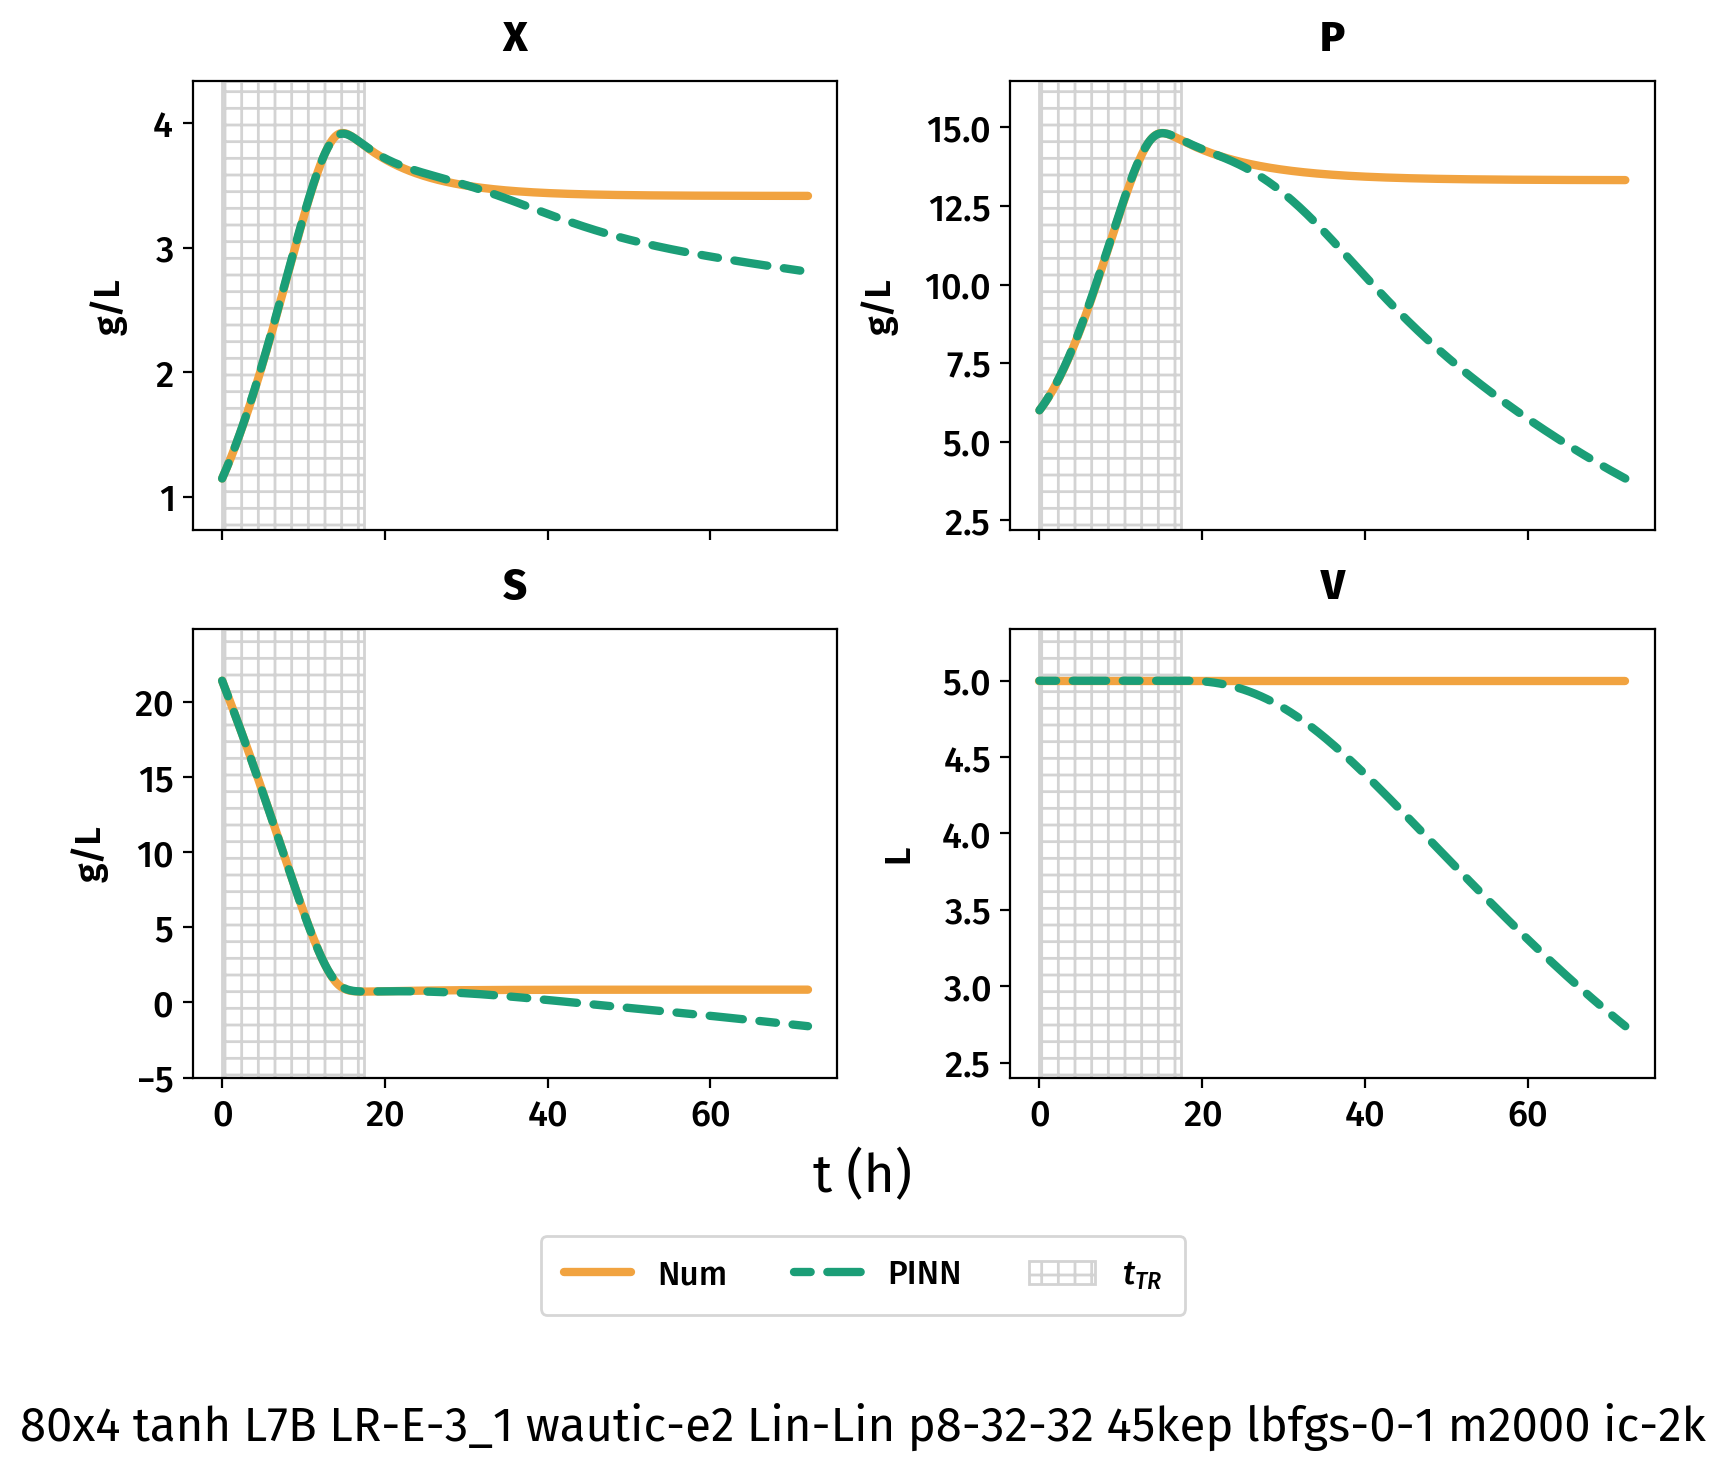 X
P
4
3
2
1
g/L
15.0
12.5
10.0
7.5
5.0
2.5
g/L
S
V
20
15
10
5
0
−5
g/L
0 20 40 60
5.0
4.5
4.0
3.5
3.0
2.5
L
0 20 40 60
t (h)
Num PINN tTR
80x4 tanh L7B LR-E-3_1 wautic-e2 Lin-Lin p8-32-32 45kep lbfgs-0-1 m2000 ic-2k